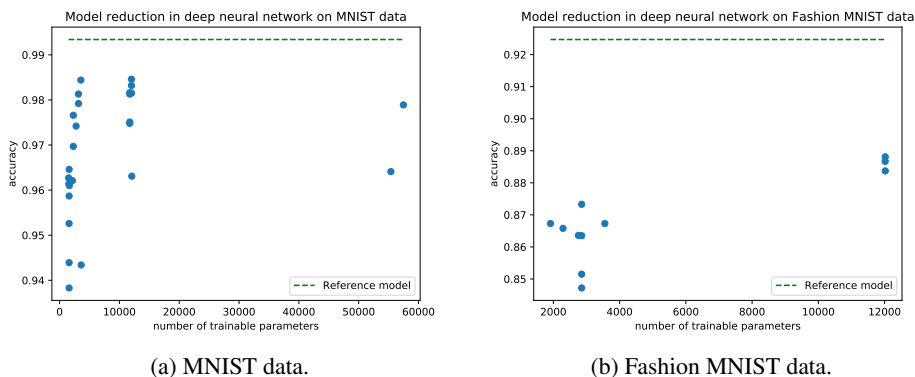 Model reduction in deep neural network on MNIST data
0.99
0.98
0.97
0.96
0.95
0.94
accuracy
0 10000 20000 30000 40000 50000 60000
number of trainable parameters
Reference model
(a) MNIST data.
Model reduction in deep neural network on Fashion MNIST data
0.92
0.91
0.90
0.89
0.88
0.87
0.86
0.85
accuracy
2000 4000 6000 8000 10000 12000
number of trainable parameters
Reference model
(b) Fashion MNIST data.